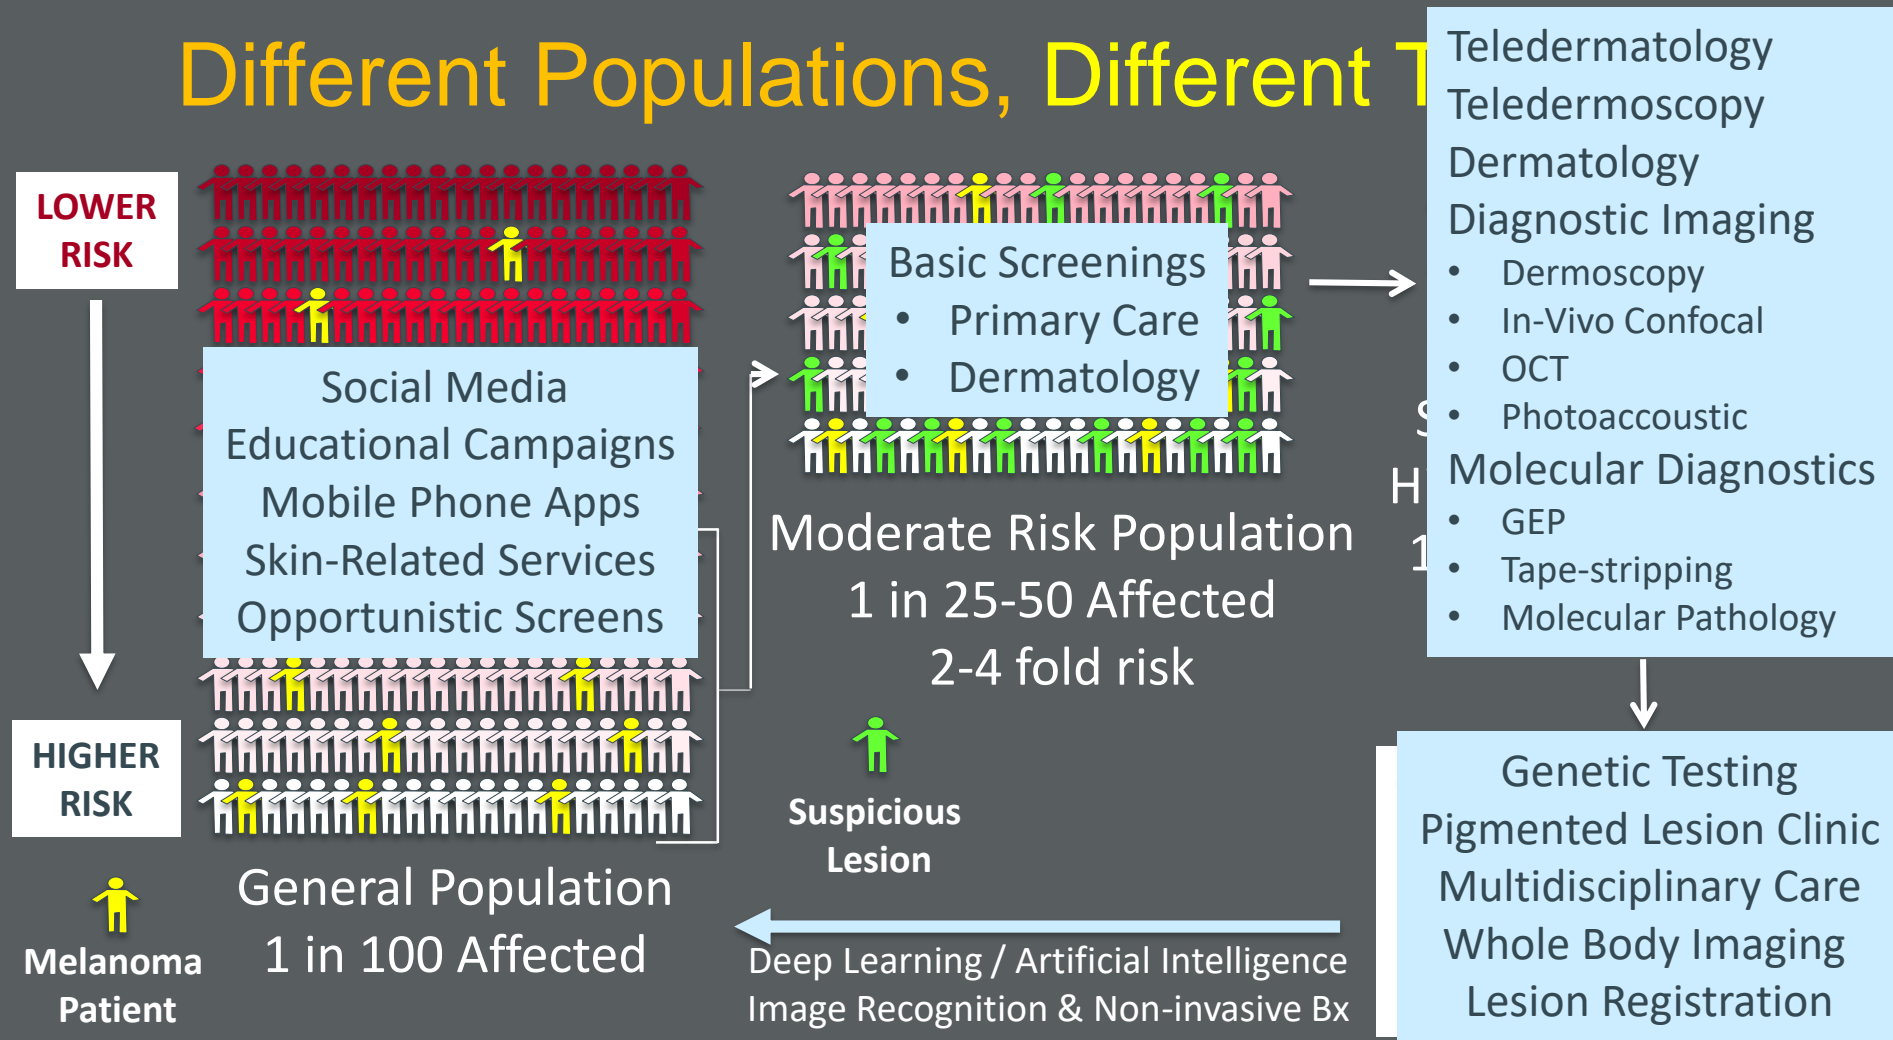 Different Populations, Different
LOWER
RISK
HIGHER
RISK
Melanoma
Patient
Social Media
Educational Campaigns
Mobile Phone Apps
Skin-Related Services
Opportunistic Screens
General Population
1 in 100 Affected
Basic Screenings
• Primary Care
• Dermatology
Moderate Risk Population
1 in 25-50 Affected
2-4 fold risk
Suspicious
Lesion
Deep Learning / Artificial Intelligence
Image Recognition & Non-invasive Bx
Teledermatology
Teledermoscopy
Dermatology
Diagnostic Imaging
• Dermoscopy
• In-Vivo Confocal
• OCT
• Photoaccoustic
Molecular Diagnostics
• GEP
• Tape-stripping
• Molecular Pathology
Genetic Testing
Pigmented Lesion Clinic
Multidisciplinary Care
Whole Body Imaging
Lesion Registration